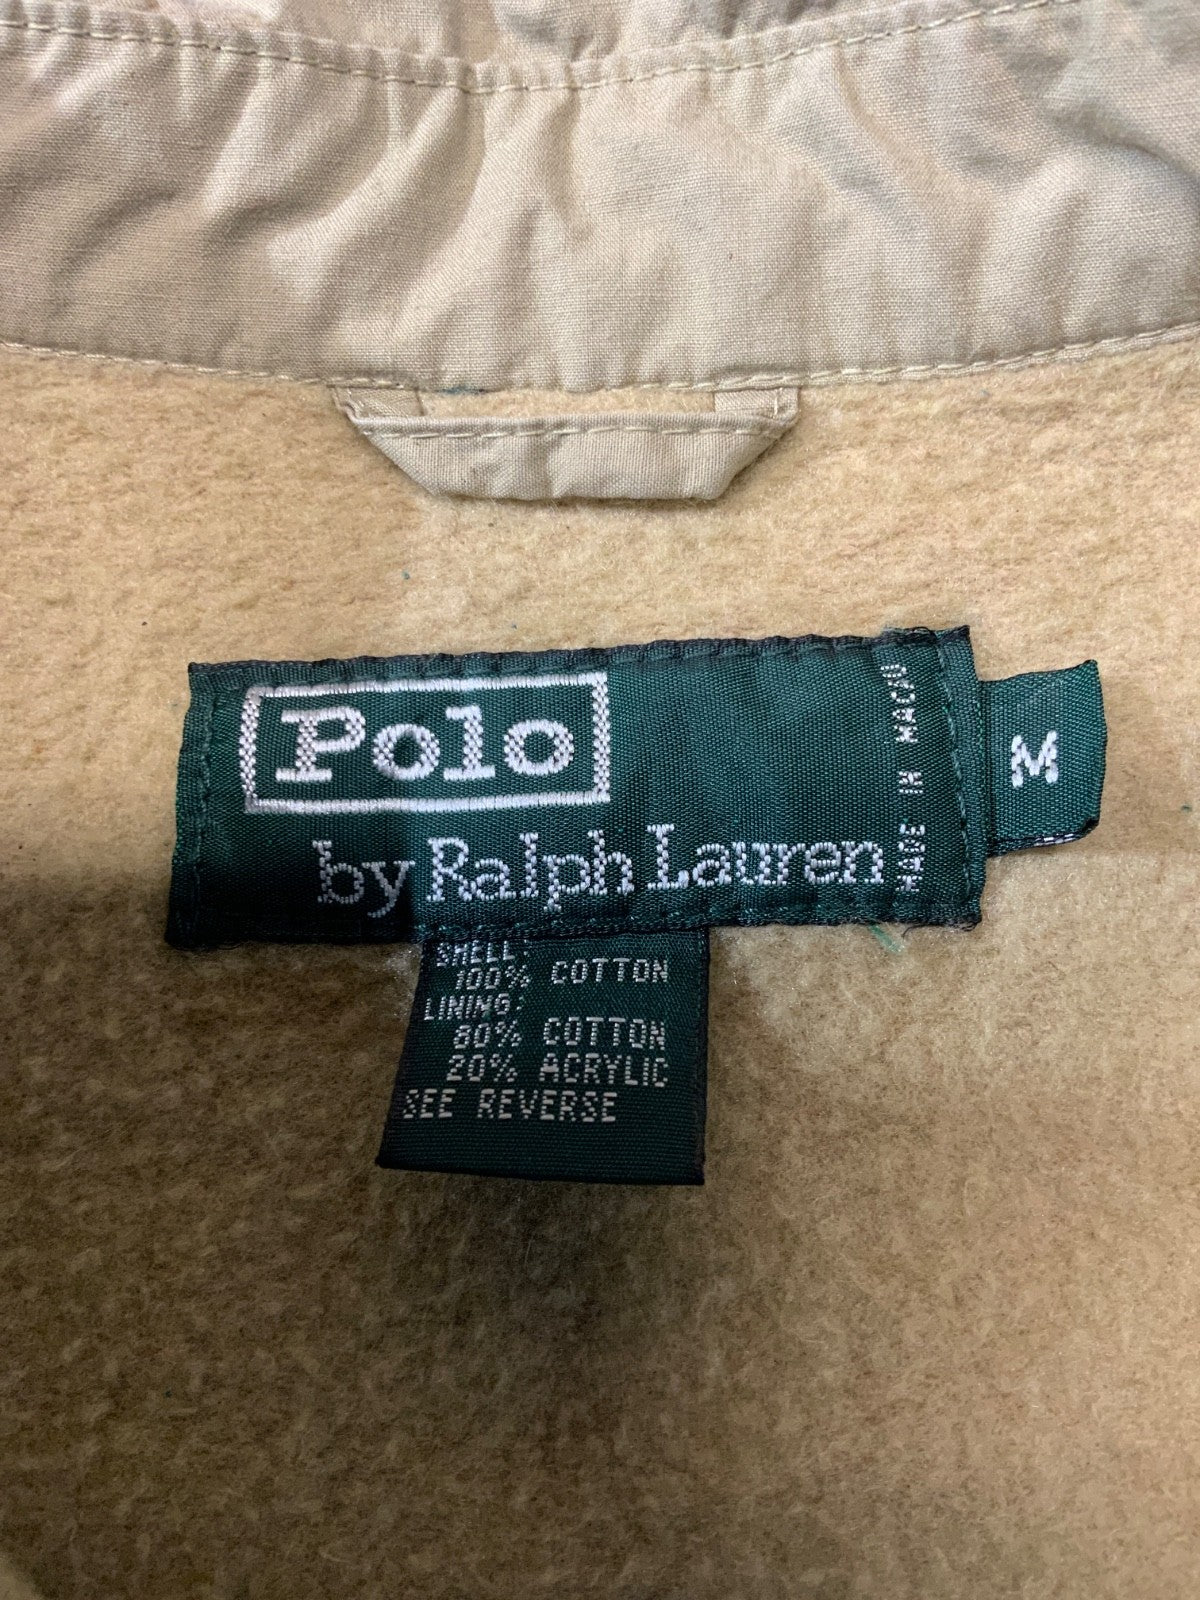 Polo
by Ralph Lauren
MADE IN MACAU
M
SHELL:
100% COTTON
LINING:
80% COTTON
20% ACRYLIC
SEE REVERSE